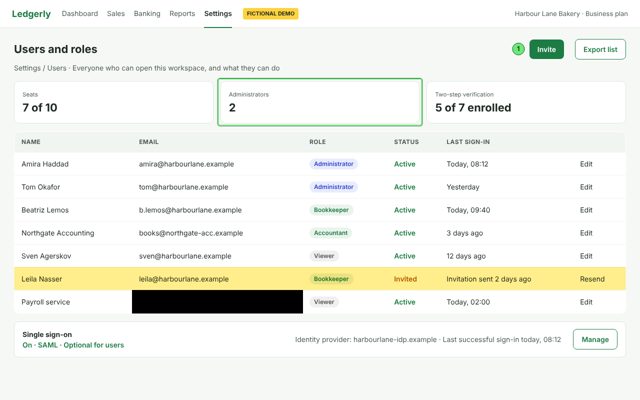 Ledgerly Dashboard Sales Banking Reports Settings FICTIONAL DEMO Harbour Lane Bakery · Business plan
Users and roles 1 Invite Export list
Settings / Users · Everyone who can open this workspace, and what they can do
Seats Administrators Two-step verification
7 of 10 2 5 of 7 enrolled
NAME EMAIL ROLE STATUS LAST SIGN-IN
Amira Haddad amira@harbourlane.example Administrator Active Today, 08:12 Edit
Tom Okafor tom@harbourlane.example Administrator Active Yesterday Edit
Beatriz Lemos b.lemos@harbourlane.example Bookkeeper Active Today, 09:40 Edit
Northgate Accounting books@northgate-acc.example Accountant Active 3 days ago Edit
Sven Agerskov sven@harbourlane.example Viewer Active 12 days ago Edit
Leila Nasser leila@harbourlane.example Bookkeeper Invited Invitation sent 2 days ago Resend
Payroll service Viewer Active Today, 02:00 Edit
Single sign-on
On · SAML · Optional for users
Identity provider: harbourlane-idp.example · Last successful sign-in today, 08:12 Manage